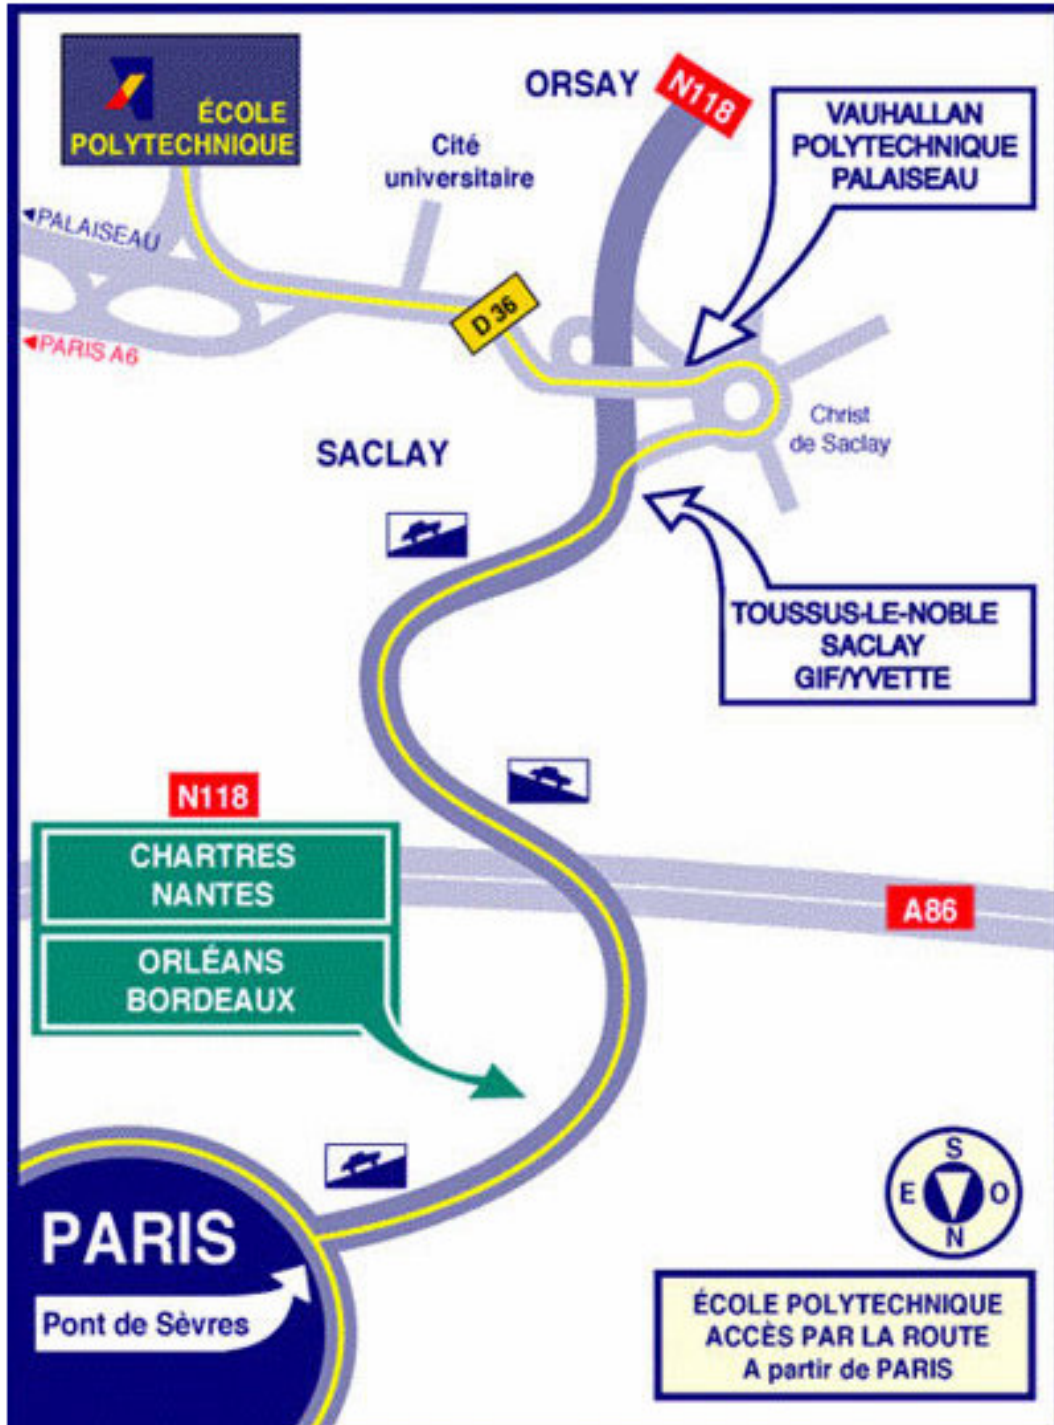 ÉCOLE
POLYTECHNIQUE
ORSAY
N118
VAUHALLAN
POLYTECHNIQUE
PALAISEAU
Cité
universitaire
◄PALAISEAU
D 36
◄PARIS A6
Christ
de Saclay
SACLAY
TOUSSUS-LE-NOBLE
SACLAY
GIF/YVETTE
N118
CHARTRES
NANTES
A86
ORLÉANS
BORDEAUX
S
E O
N
PARIS
Pont de Sèvres
ÉCOLE POLYTECHNIQUE
ACCÈS PAR LA ROUTE
A partir de PARIS